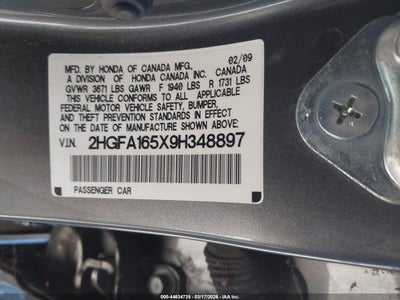 MFD. BY HONDA OF CANADA MFG. 02/09
A DIVISION OF HONDA CANADA INC. CANADA
GVWR 3671 LBS GAWR F 1940 LBS R 1731 LBS
THIS VEHICLE CONFORMS TO ALL APPLICABLE
FEDERAL MOTOR VEHICLE SAFETY, BUMPER,
AND THEFT PREVENTION STANDARDS IN EFFECT
ON THE DATE OF MANUFACTURE SHOWN ABOVE.
V.I.N. 2HGFA165X9H348897
PASSENGER CAR
000-44634735 - 03/17/2026 - IAA Inc.